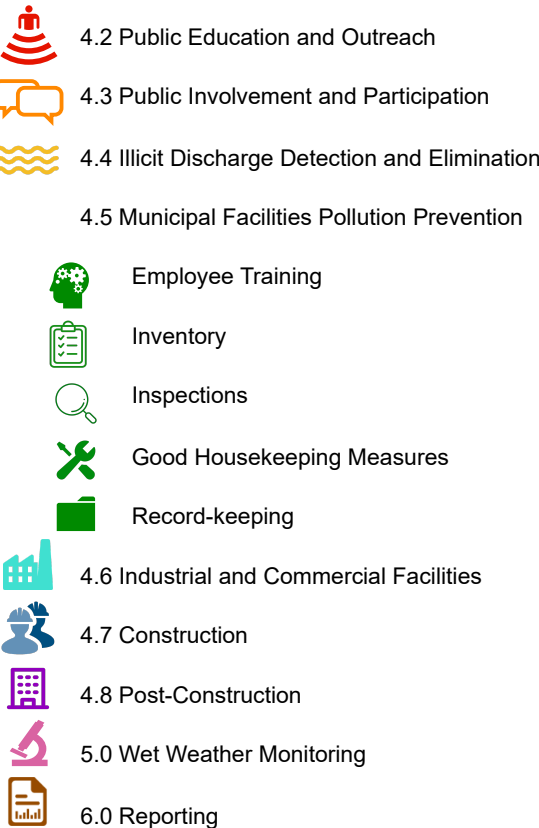 4.2 Public Education and Outreach
4.3 Public Involvement and Participation
4.4 Illicit Discharge Detection and Elimination
4.5 Municipal Facilities Pollution Prevention
Employee Training
Inventory
Inspections
Good Housekeeping Measures
Record-keeping
4.6 Industrial and Commercial Facilities
4.7 Construction
4.8 Post-Construction
5.0 Wet Weather Monitoring
6.0 Reporting